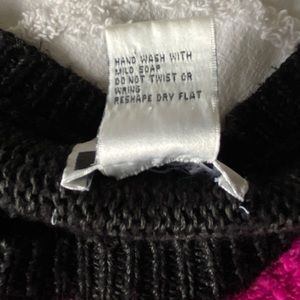 HAND WASH WITH
MILD SOAP
DO NOT TWIST OR
WRING
RESHAPE DRY FLAT